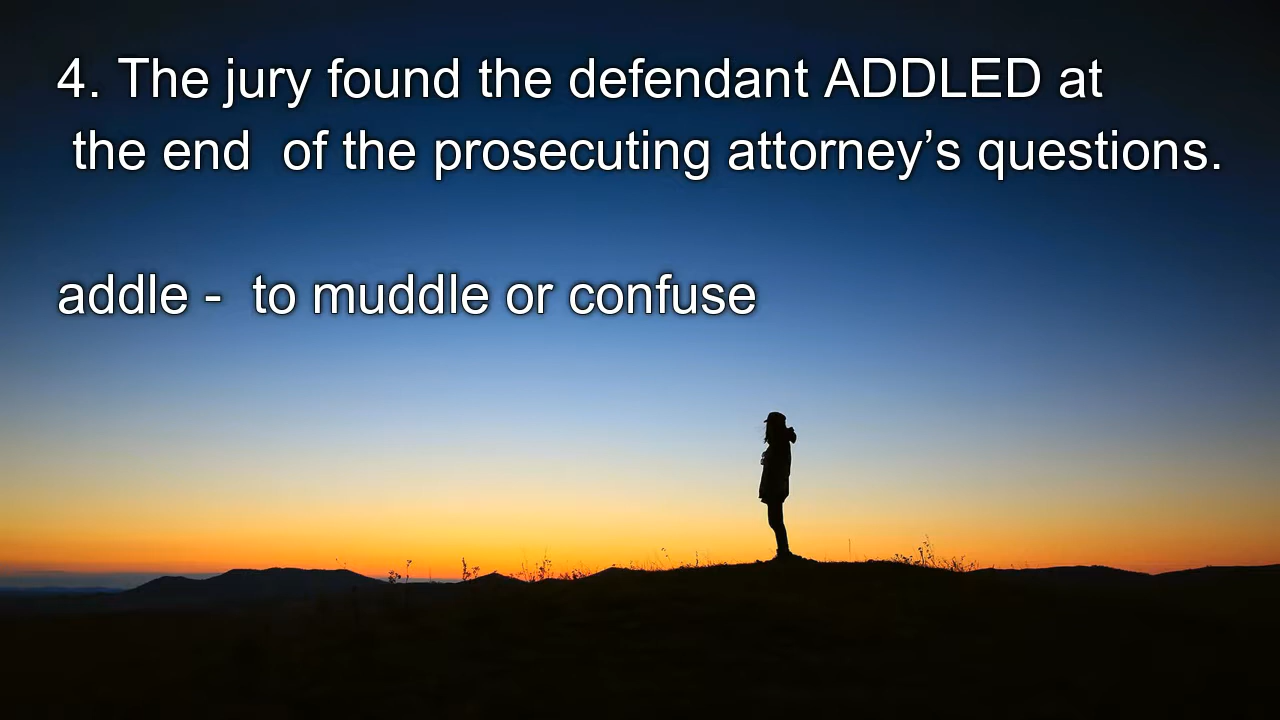 4. The jury found the defendant ADDLED at
the end of the prosecuting attorney’s questions.
addle - to muddle or confuse